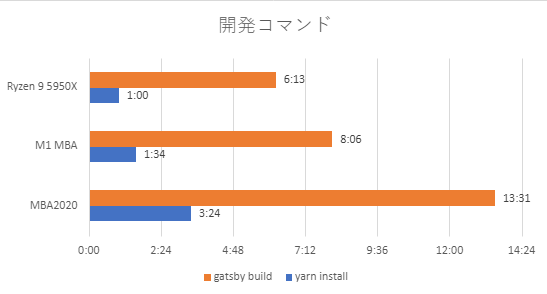 開発コマンド
Ryzen 9 5950X
6:13
1:00
M1 MBA
8:06
1:34
MBA2020
13:31
3:24
0:00 2:24 4:48 7:12 9:36 12:00 14:24
gatsby build yarn install